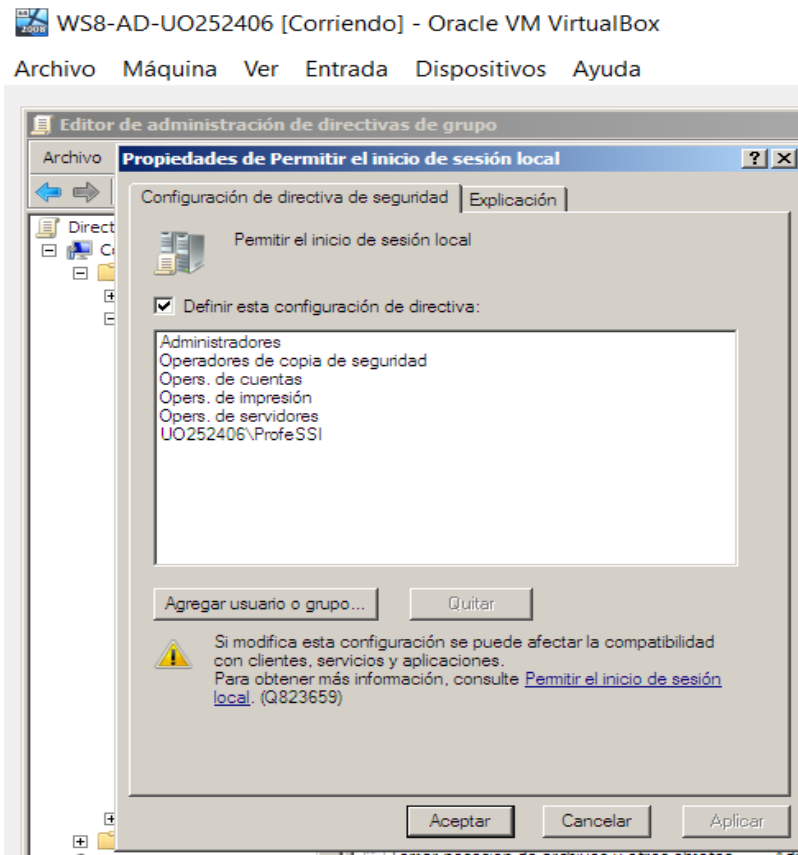 WS8-AD-UO252406 [Corriendo] - Oracle VM VirtualBox
Archivo Máquina Ver Entrada Dispositivos Ayuda
Editor de administración de directivas de grupo
Archivo
Propiedades de Permitir el inicio de sesión local
Configuración de directiva de seguridad
Explicación
Direct
Permitir el inicio de sesión local
Definir esta configuración de directiva:
Administradores
Operadores de copia de seguridad
Opers. de cuentas
Opers. de impresión
Opers. de servidores
UO252406\ProfeSSI
Agregar usuario o grupo...
Quitar
Si modifica esta configuración se puede afectar la compatibilidad
con clientes, servicios y aplicaciones.
Para obtener más información, consulte Permitir el inicio de sesión
local. (Q823659)
Aceptar
Cancelar
Aplicar